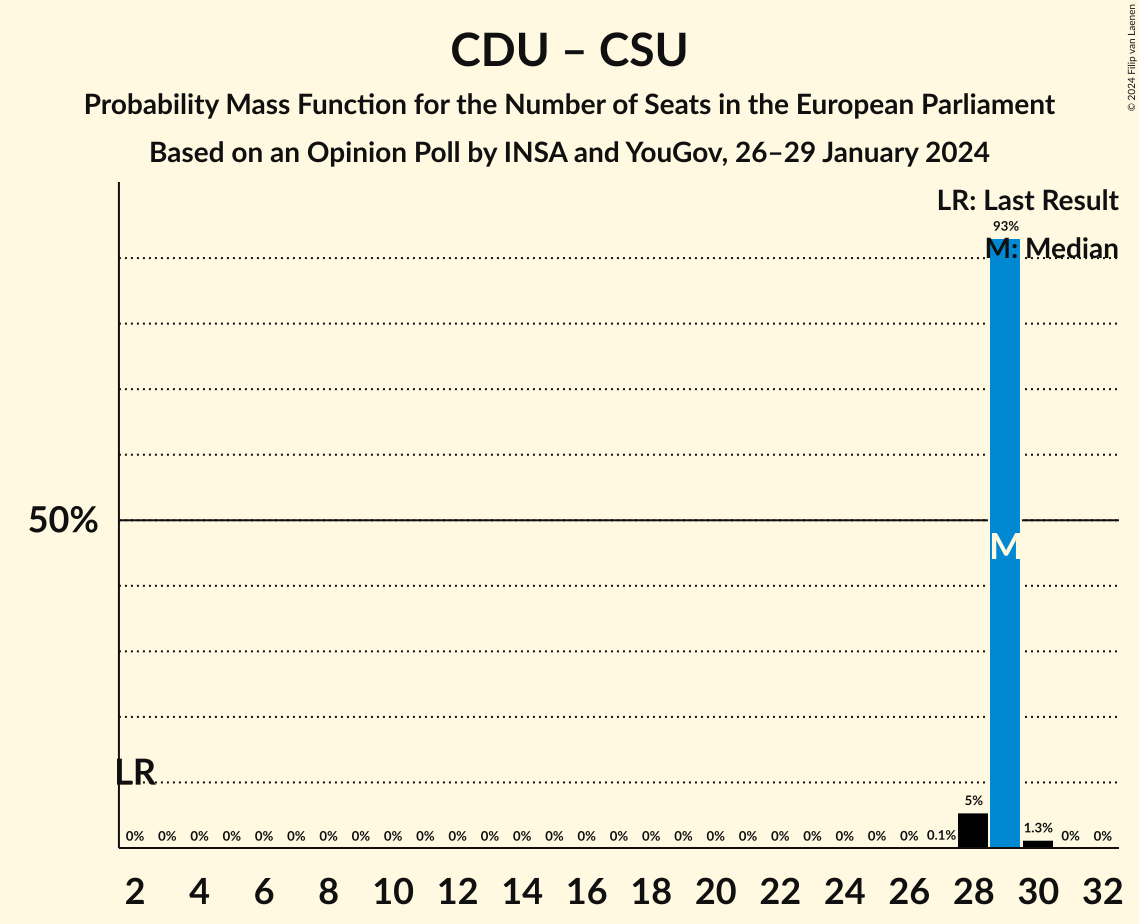 CDU – CSU
Probability Mass Function for the Number of Seats in the European Parliament
Based on an Opinion Poll by INSA and YouGov, 26–29 January 2024
© 2024 Filip van Laenen
LR: Last Result
93%
M: Median
50%
M
LR
5%
0% 0% 0% 0% 0% 0% 0% 0% 0% 0% 0% 0% 0% 0% 0% 0% 0% 0% 0% 0% 0% 0% 0% 0% 0% 0.1% 1.3% 0% 0%
2 4 6 8 10 12 14 16 18 20 22 24 26 28 30 32